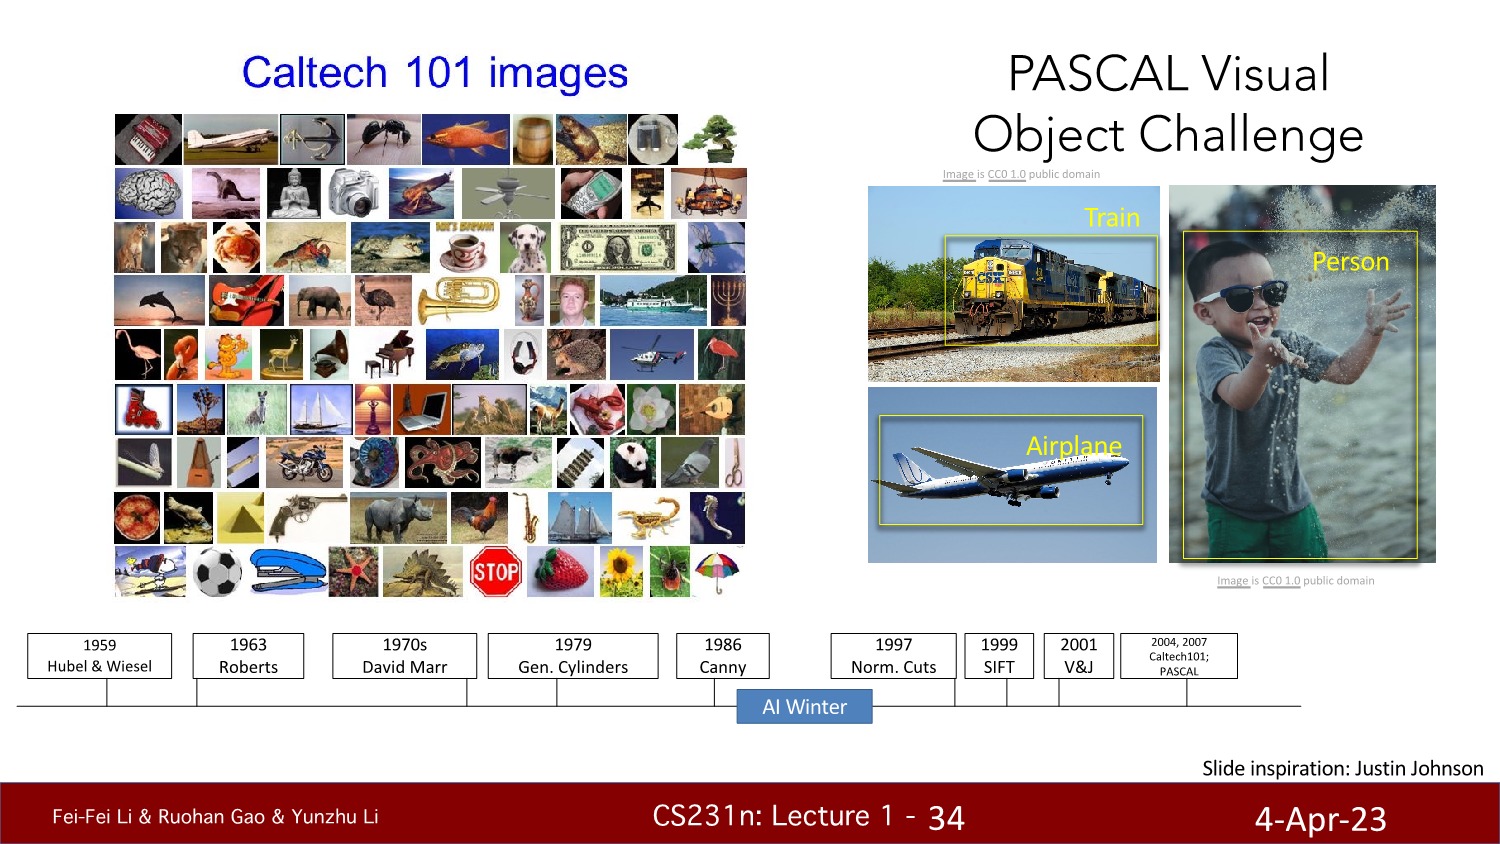 Caltech 101 images
PASCAL Visual
Object Challenge
Image is CC0 1.0 public domain
Train
Person
Airplane
STOP
Image is CC0 1.0 public domain
1959
Hubel & Wiesel
1963
Roberts
1970s
David Marr
1979
Gen. Cylinders
1986
Canny
AI Winter
1997
Norm. Cuts
1999
SIFT
2001
V&J
2004, 2007
Caltech101;
PASCAL
Slide inspiration: Justin Johnson
Fei-Fei Li & Ruohan Gao & Yunzhu Li
CS231n: Lecture 1 - 34
4-Apr-23